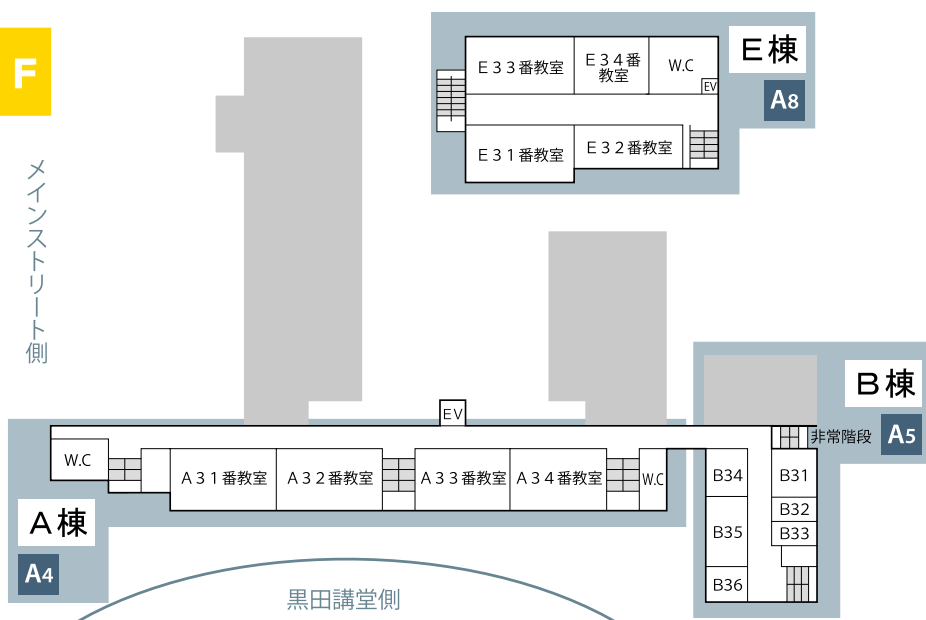 F
メインストリート側
E棟
A8
E33番教室
E34番
教室
W.C
EV
E31番教室
E32番教室
B棟
A5
非常階段
EV
W.C
A31番教室
A32番教室
A33番教室
A34番教室
W.C
B34
B31
B32
B35
B33
B36
A棟
A4
黒田講堂側